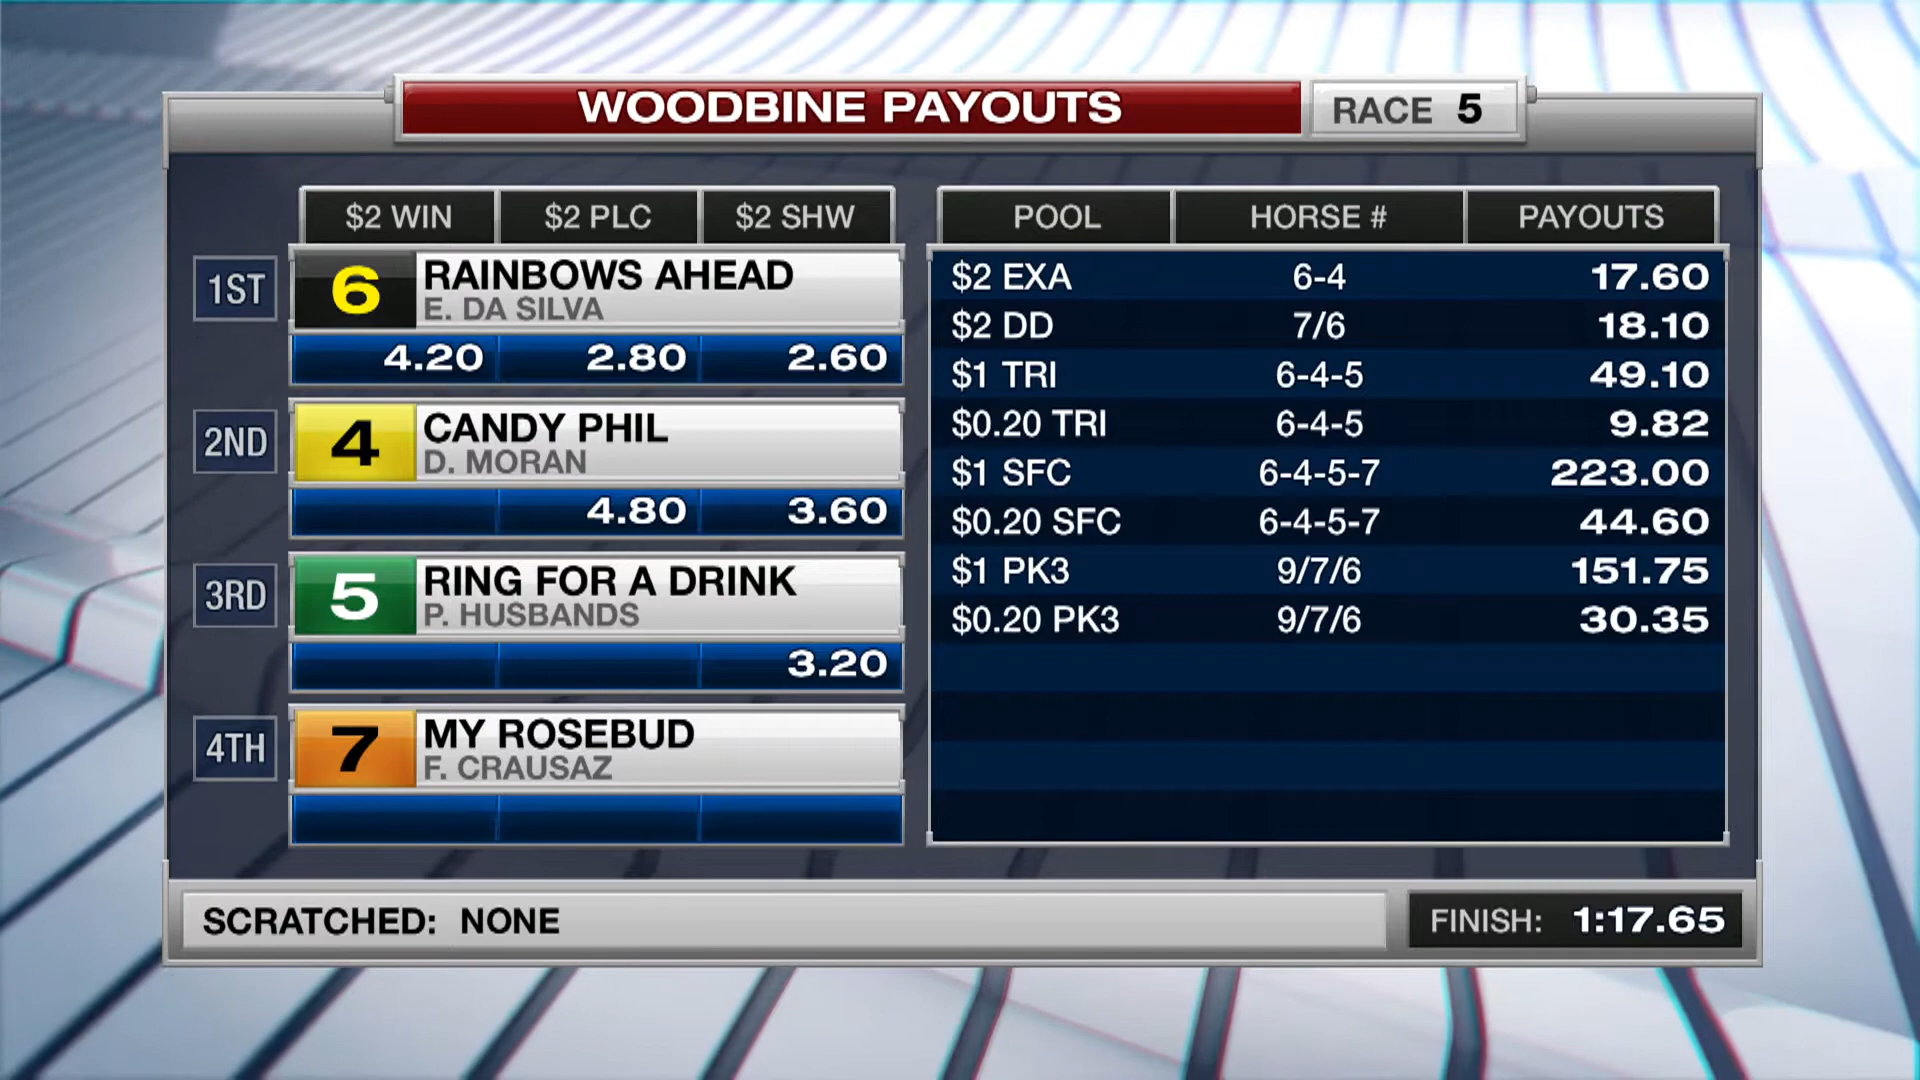 WOODBINE PAYOUTS RACE 5
$2 WIN $2 PLC $2 SHW
1ST 6 RAINBOWS AHEAD
E. DA SILVA
4.20 2.80 2.60
2ND 4 CANDY PHIL
D. MORAN
4.80 3.60
3RD 5 RING FOR A DRINK
P. HUSBANDS
3.20
4TH 7 MY ROSEBUD
F. CRAUSAZ
POOL HORSE # PAYOUTS
$2 EXA 6-4 17.60
$2 DD 7/6 18.10
$1 TRI 6-4-5 49.10
$0.20 TRI 6-4-5 9.82
$1 SFC 6-4-5-7 223.00
$0.20 SFC 6-4-5-7 44.60
$1 PK3 9/7/6 151.75
$0.20 PK3 9/7/6 30.35
SCRATCHED: NONE
FINISH: 1:17.65